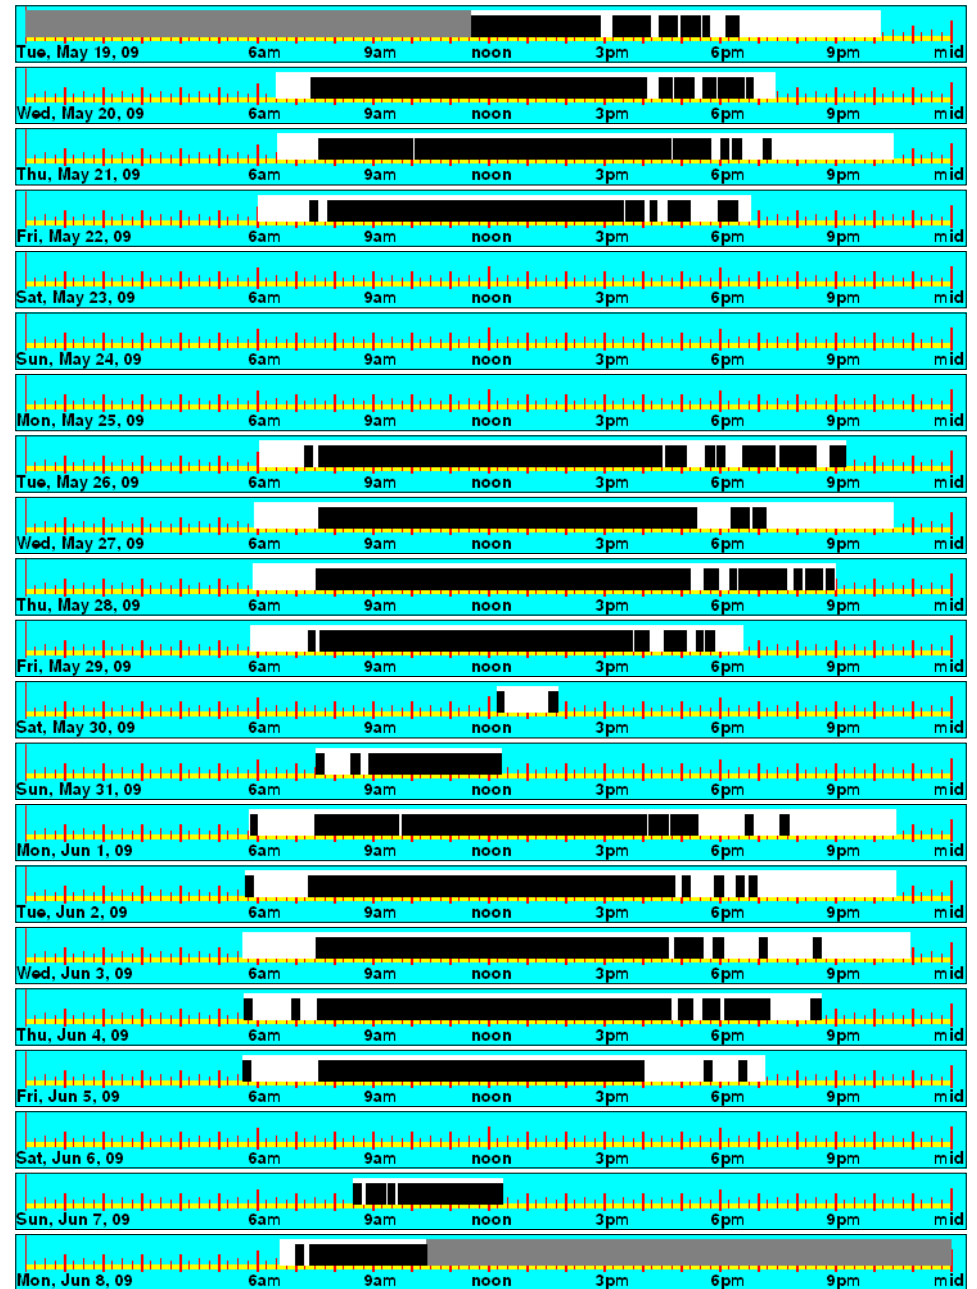 Tue, May 19, 09 6am 9am noon 3pm 6pm 9pm mid
Wed, May 20, 09 6am 9am noon 3pm 6pm 9pm mid
Thu, May 21, 09 6am 9am noon 3pm 6pm 9pm mid
Fri, May 22, 09 6am 9am noon 3pm 6pm 9pm mid
Sat, May 23, 09 6am 9am noon 3pm 6pm 9pm mid
Sun, May 24, 09 6am 9am noon 3pm 6pm 9pm mid
Mon, May 25, 09 6am 9am noon 3pm 6pm 9pm mid
Tue, May 26, 09 6am 9am noon 3pm 6pm 9pm mid
Wed, May 27, 09 6am 9am noon 3pm 6pm 9pm mid
Thu, May 28, 09 6am 9am noon 3pm 6pm 9pm mid
Fri, May 29, 09 6am 9am noon 3pm 6pm 9pm mid
Sat, May 30, 09 6am 9am noon 3pm 6pm 9pm mid
Sun, May 31, 09 6am 9am noon 3pm 6pm 9pm mid
Mon, Jun 1, 09 6am 9am noon 3pm 6pm 9pm mid
Tue, Jun 2, 09 6am 9am noon 3pm 6pm 9pm mid
Wed, Jun 3, 09 6am 9am noon 3pm 6pm 9pm mid
Thu, Jun 4, 09 6am 9am noon 3pm 6pm 9pm mid
Fri, Jun 5, 09 6am 9am noon 3pm 6pm 9pm mid
Sat, Jun 6, 09 6am 9am noon 3pm 6pm 9pm mid
Sun, Jun 7, 09 6am 9am noon 3pm 6pm 9pm mid
Mon, Jun 8, 09 6am 9am noon 3pm 6pm 9pm mid